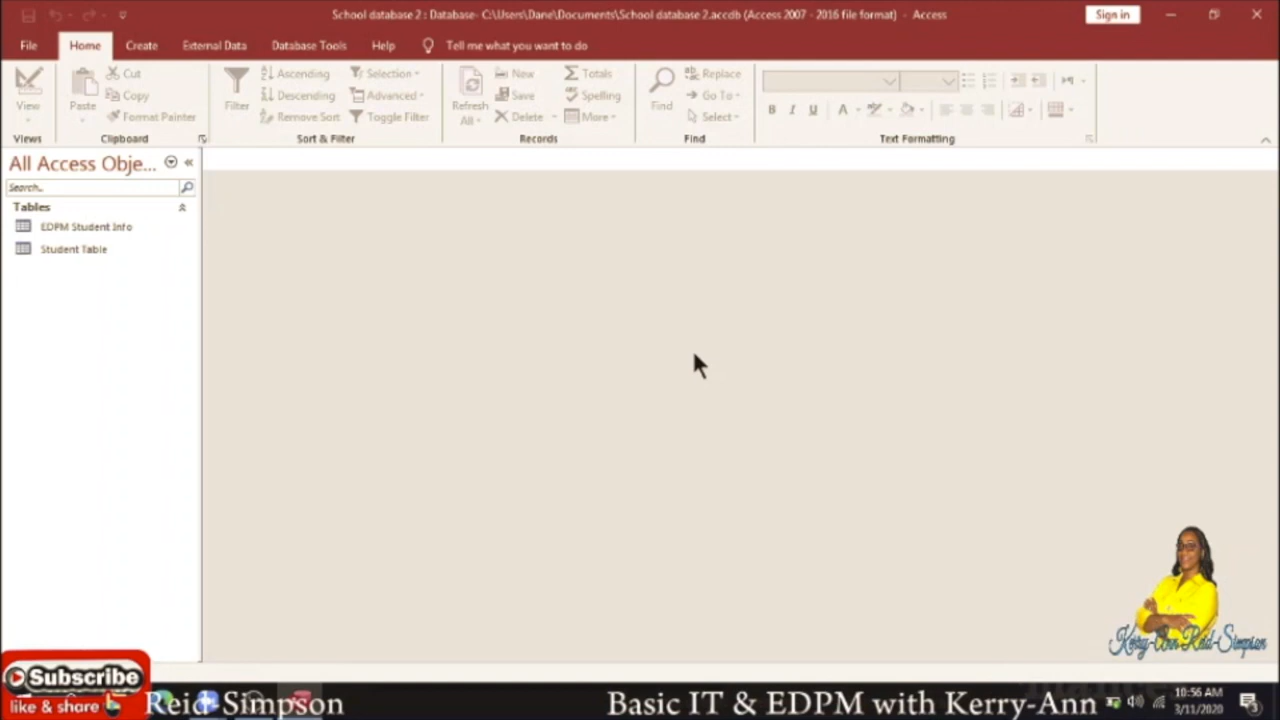 School database 2 : Database- C:\Users\Dane\Documents\School database 2.accdb (Access 2007 - 2016 file format) - Access
Sign in
File Home Create External Data Database Tools Help Tell me what you want to do
View
Views
Paste
Cut
Copy
Format Painter
Clipboard
Filter
Ascending
Descending
Remove Sort
Selection
Advanced
Toggle Filter
Sort & Filter
Refresh
All
New
Save
Delete
Totals
Spelling
More
Records
Find
Replace
Go To
Select
Find
B I U A
Text Formatting
All Access Obje...
Search...
Tables
EDPM Student Info
Student Table
Kerry-Ann Reid-Simpson
Subscribe
like & share
Reid-Simpson
Basic IT & EDPM with Kerry-Ann
10:56 AM
3/11/2020
3